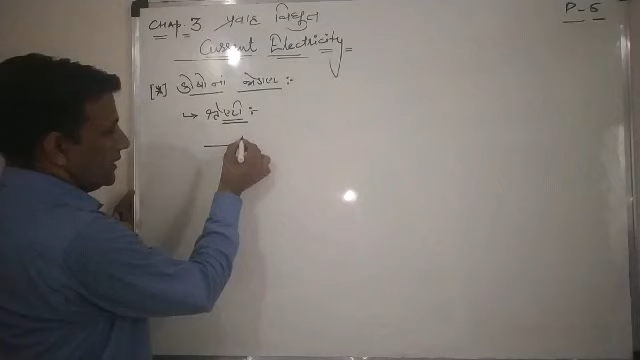 CHAP. 3 પ્રવાહ વિદ્યુત
P-5
Current Electricity
[*] કોષોનાં જોડાણ :-
→ શ્રેણી :-